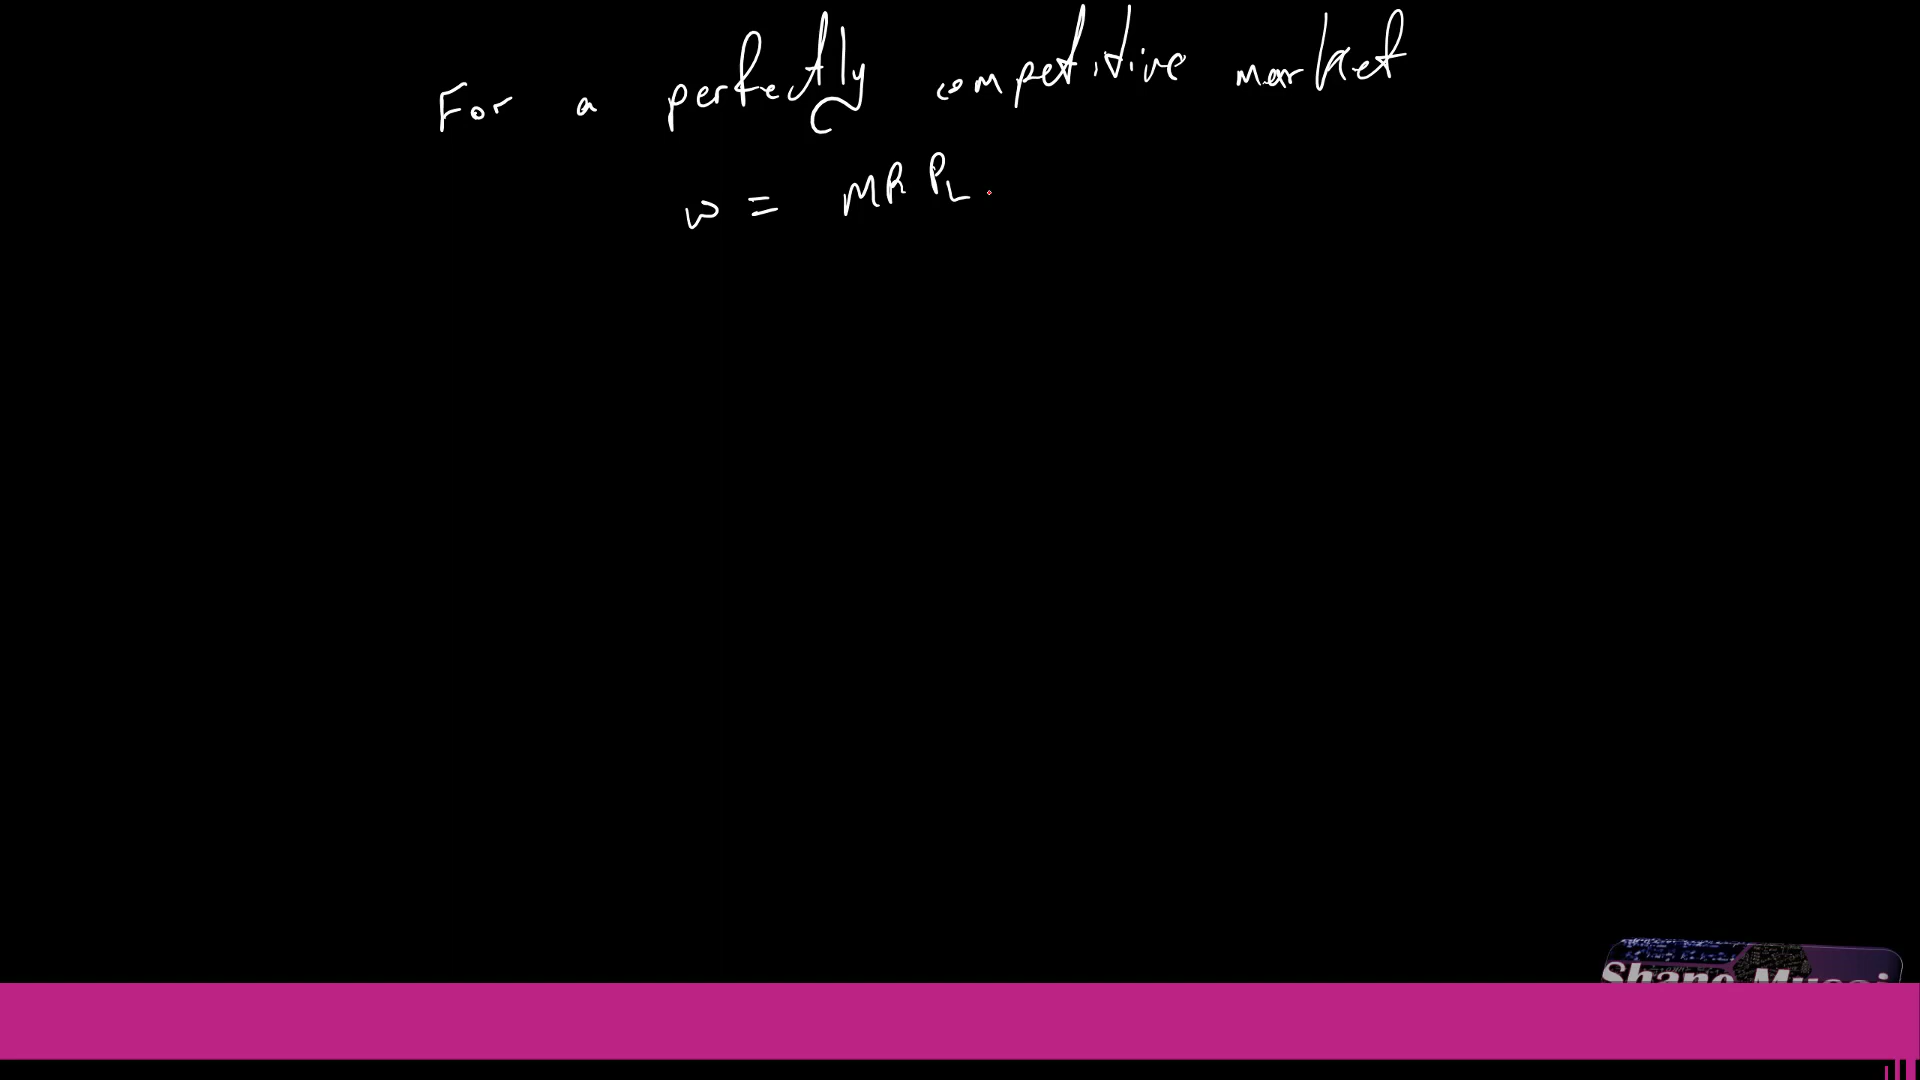 For a perfectly competitive market
w = MRPL.